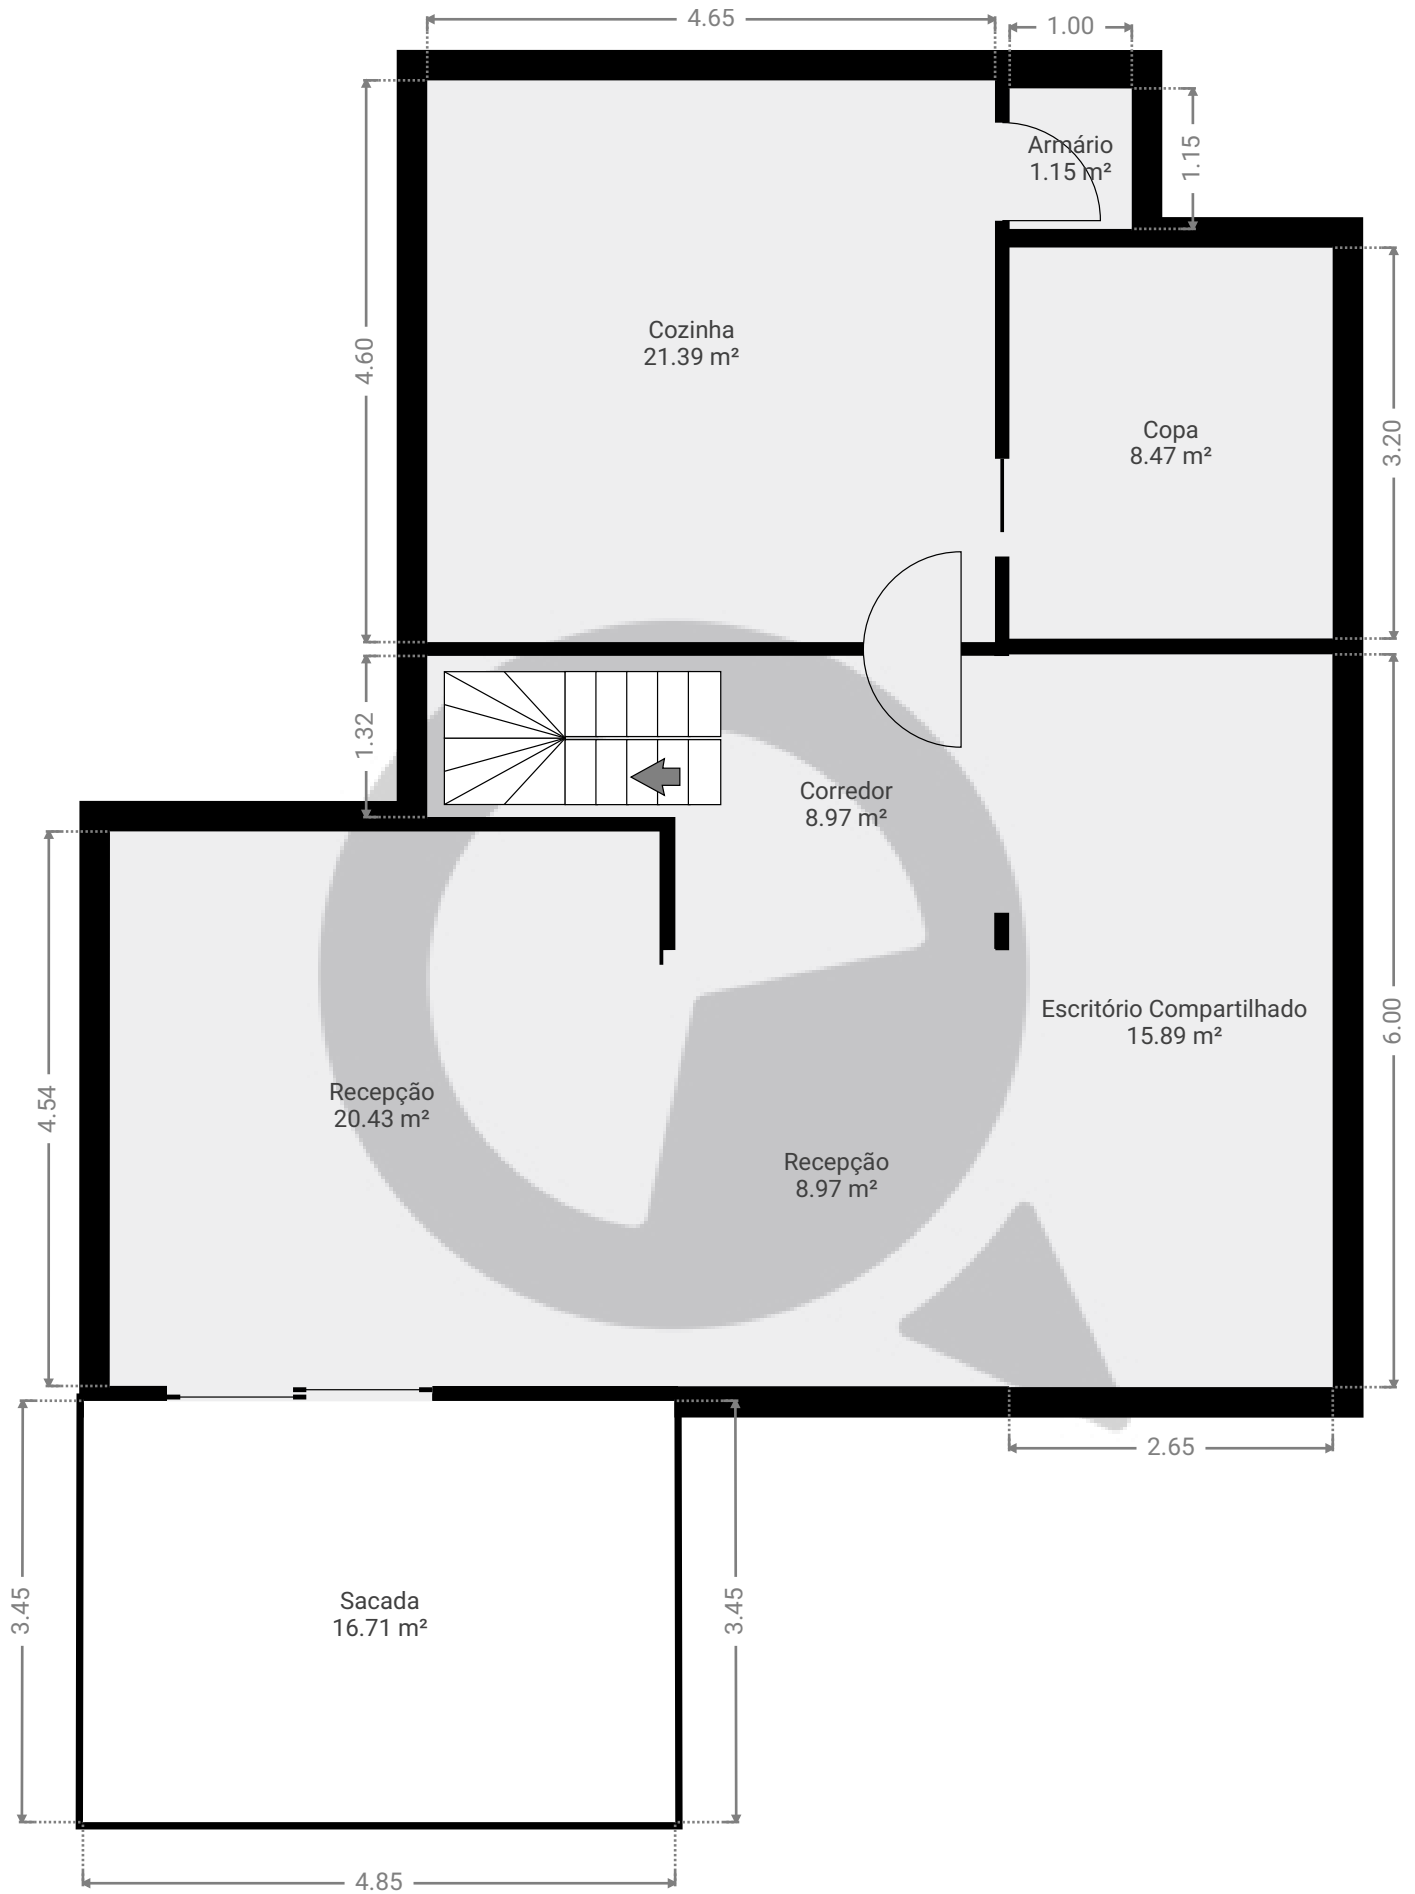 4.65
1.00
Armário
1.15 m²
1.15
Cozinha
21.39 m²
4.60
Copa
8.47 m²
3.20
1.32
Corredor
8.97 m²
Escritório Compartilhado
15.89 m²
6.00
Recepção
20.43 m²
4.54
Recepção
8.97 m²
2.65
Sacada
16.71 m²
3.45
3.45
4.85